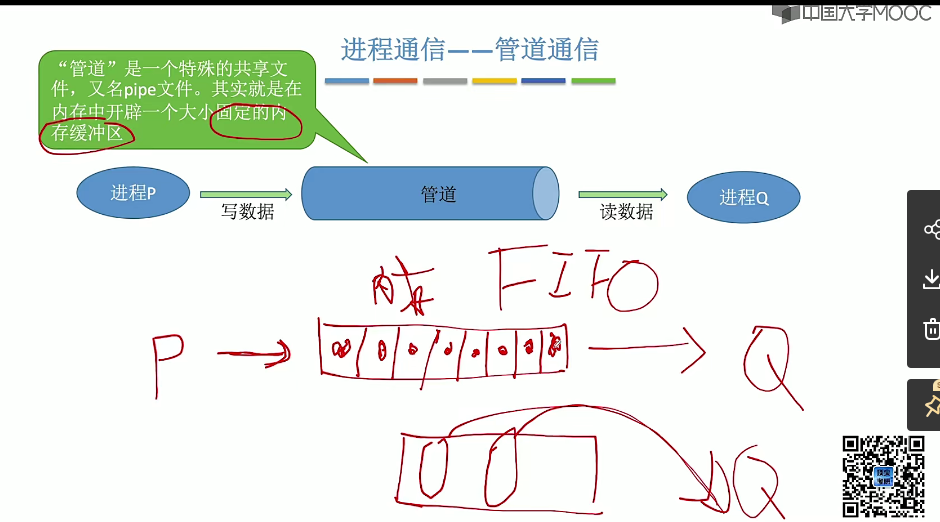 中国大学MOOC
进程通信——管道通信
“管道”是一个特殊的共享文
件，又名pipe文件。其实就是在
内存中开辟一个大小固定的内
存缓冲区
进程P
写数据
管道
读数据
进程Q
内存
FIFO
P
Q
Q